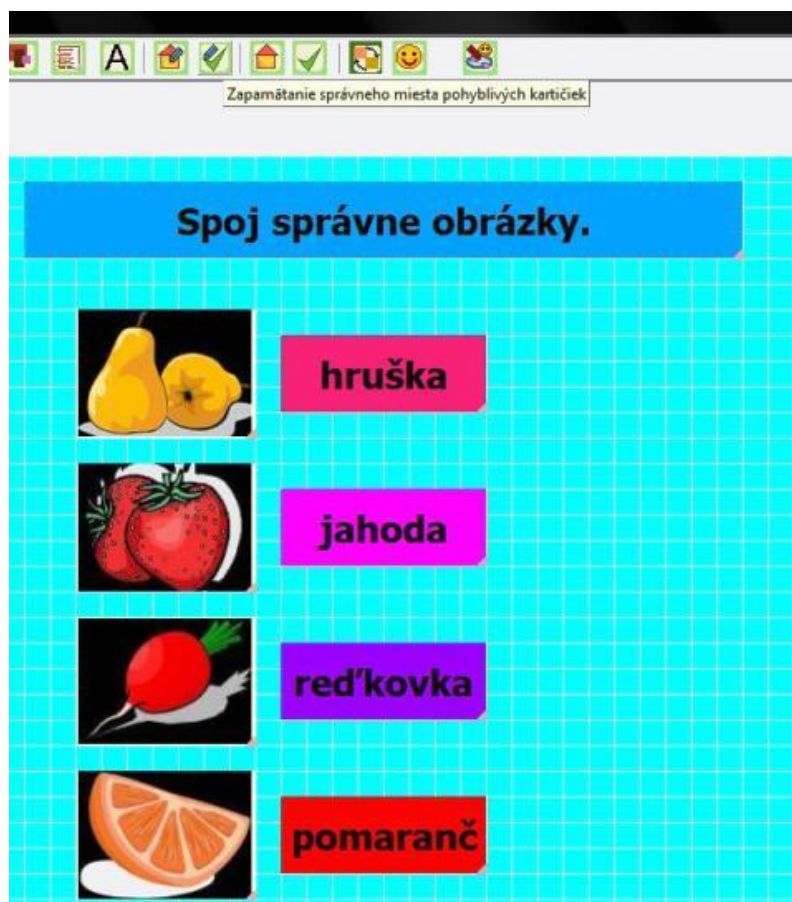 A
Zapamätanie správneho miesta pohyblivých kartičiek
Spoj správne obrázky.
hruška
jahoda
reďkovka
pomaranč